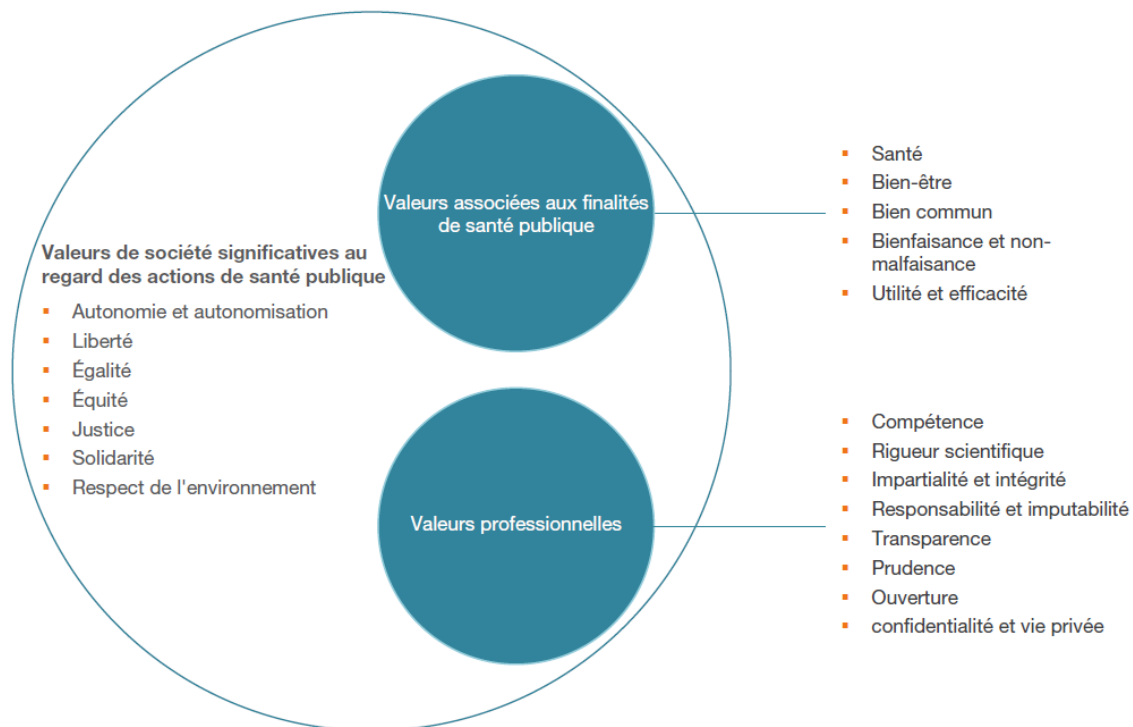 Valeurs de société significatives au
regard des actions de santé publique
Autonomie et autonomisation
Liberté
Égalité
Équité
Justice
Solidarité
Respect de l'environnement
Valeurs associées aux finalités
de santé publique
Santé
Bien-être
Bien commun
Bienfaisance et non-
malfaisance
Utilité et efficacité
Valeurs professionnelles
Compétence
Rigueur scientifique
Impartialité et intégrité
Responsabilité et imputabilité
Transparence
Prudence
Ouverture
confidentialité et vie privée